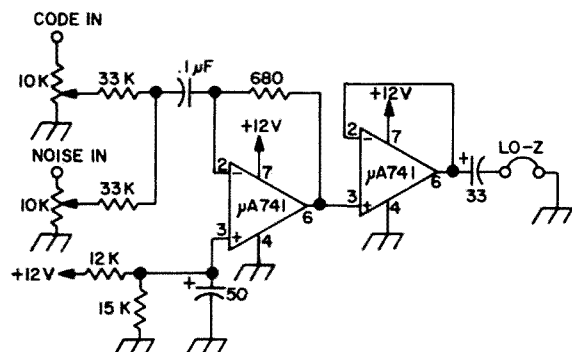 CODE IN
10K
33K
.1µF
680
+12V
2
-
7
µA741
6
3
+
4
NOISE IN
10K
33K
+12V
12K
15K
+
50
+12V
2
-
7
µA741
6
3
+
4
+
33
LO-Z